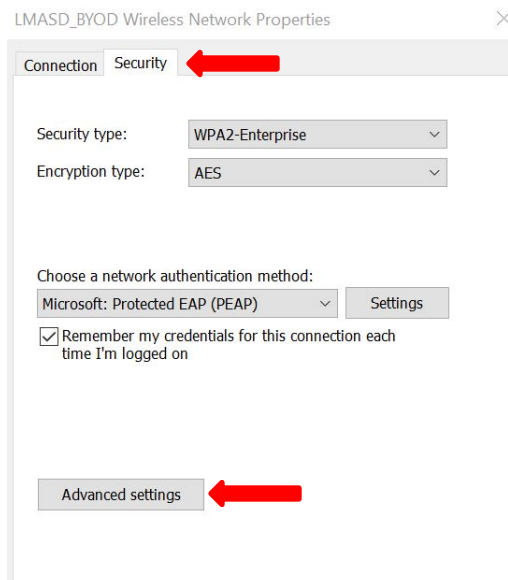 LMASD_BYOD Wireless Network Properties
Connection
Security
Security type:
WPA2-Enterprise
Encryption type:
AES
Choose a network authentication method:
Microsoft: Protected EAP (PEAP)
Settings
Remember my credentials for this connection each
time I'm logged on
Advanced settings